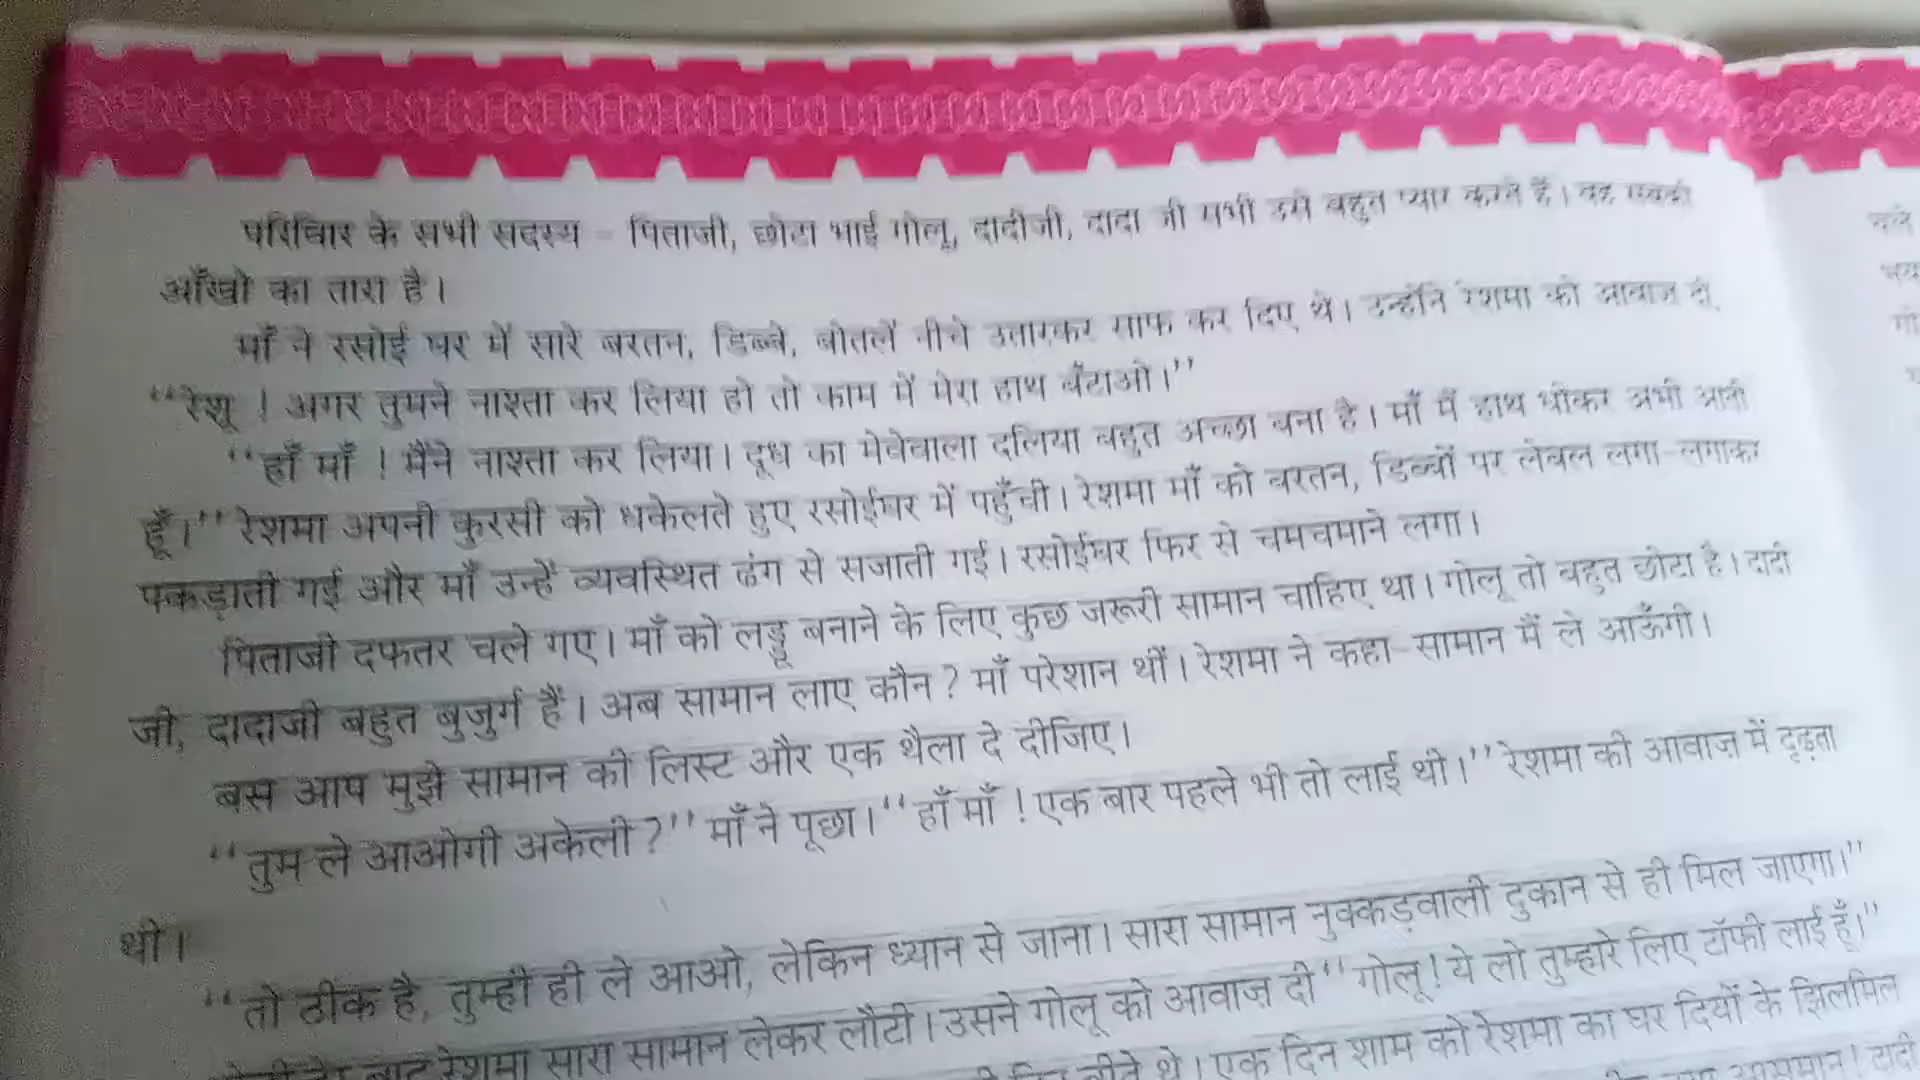 परिवार के सभी सदस्य - पिताजी, छोटा भाई गोलू, दादीजी, दादा जी सभी उसे बहुत प्यार करते हैं। वह सबकी
आँखों का तारा है।
माँ ने रसोई घर में सारे बरतन, डिब्बे, बोतलें नीचे उतारकर साफ कर दिए थे। उन्होंने रेशमा को आवाज दी,
“रेशू ! अगर तुमने नाश्ता कर लिया हो तो काम में मेरा हाथ बँटाओ।”
“हाँ माँ ! मैंने नाश्ता कर लिया। दूध का मेवेवाला दलिया बहुत अच्छा बना है। माँ मैं हाथ धोकर अभी आती
हूँ।” रेशमा अपनी कुरसी को धकेलते हुए रसोईघर में पहुँची। रेशमा माँ को बरतन, डिब्बों पर लेबल लगा-लगाकर
पकड़ाती गई और माँ उन्हें व्यवस्थित ढंग से सजाती गई। रसोईघर फिर से चमचमाने लगा।
पिताजी दफतर चले गए। माँ को लड्डू बनाने के लिए कुछ जरूरी सामान चाहिए था। गोलू तो बहुत छोटा है। दादी
जी, दादाजी बहुत बुजुर्ग हैं। अब सामान लाए कौन? माँ परेशान थीं। रेशमा ने कहा-सामान मैं ले आऊँगी।
बस आप मुझे सामान की लिस्ट और एक थैला दे दीजिए।
“तुम ले आओगी अकेली?” माँ ने पूछा। “हाँ माँ ! एक बार पहले भी तो लाई थी।” रेशमा की आवाज़ में दृढ़ता
थी।
“तो ठीक है, तुम्ही ही ले आओ, लेकिन ध्यान से जाना। सारा सामान नुक्कड़वाली दुकान से ही मिल जाएगा।”
बाद रेशमा सारा सामान लेकर लौटी। उसने गोलू को आवाज़ दी “गोलू! ये लो तुम्हारे लिए टॉफी लाई हूँ।”
बीते थे। एक दिन शाम को रेशमा का घर दियों के झिलमिल